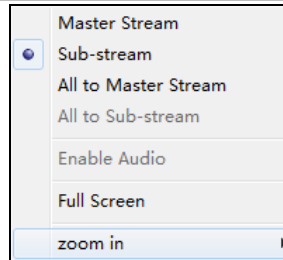 Master Stream
Sub-stream
All to Master Stream
All to Sub-stream
Enable Audio
Full Screen
zoom in